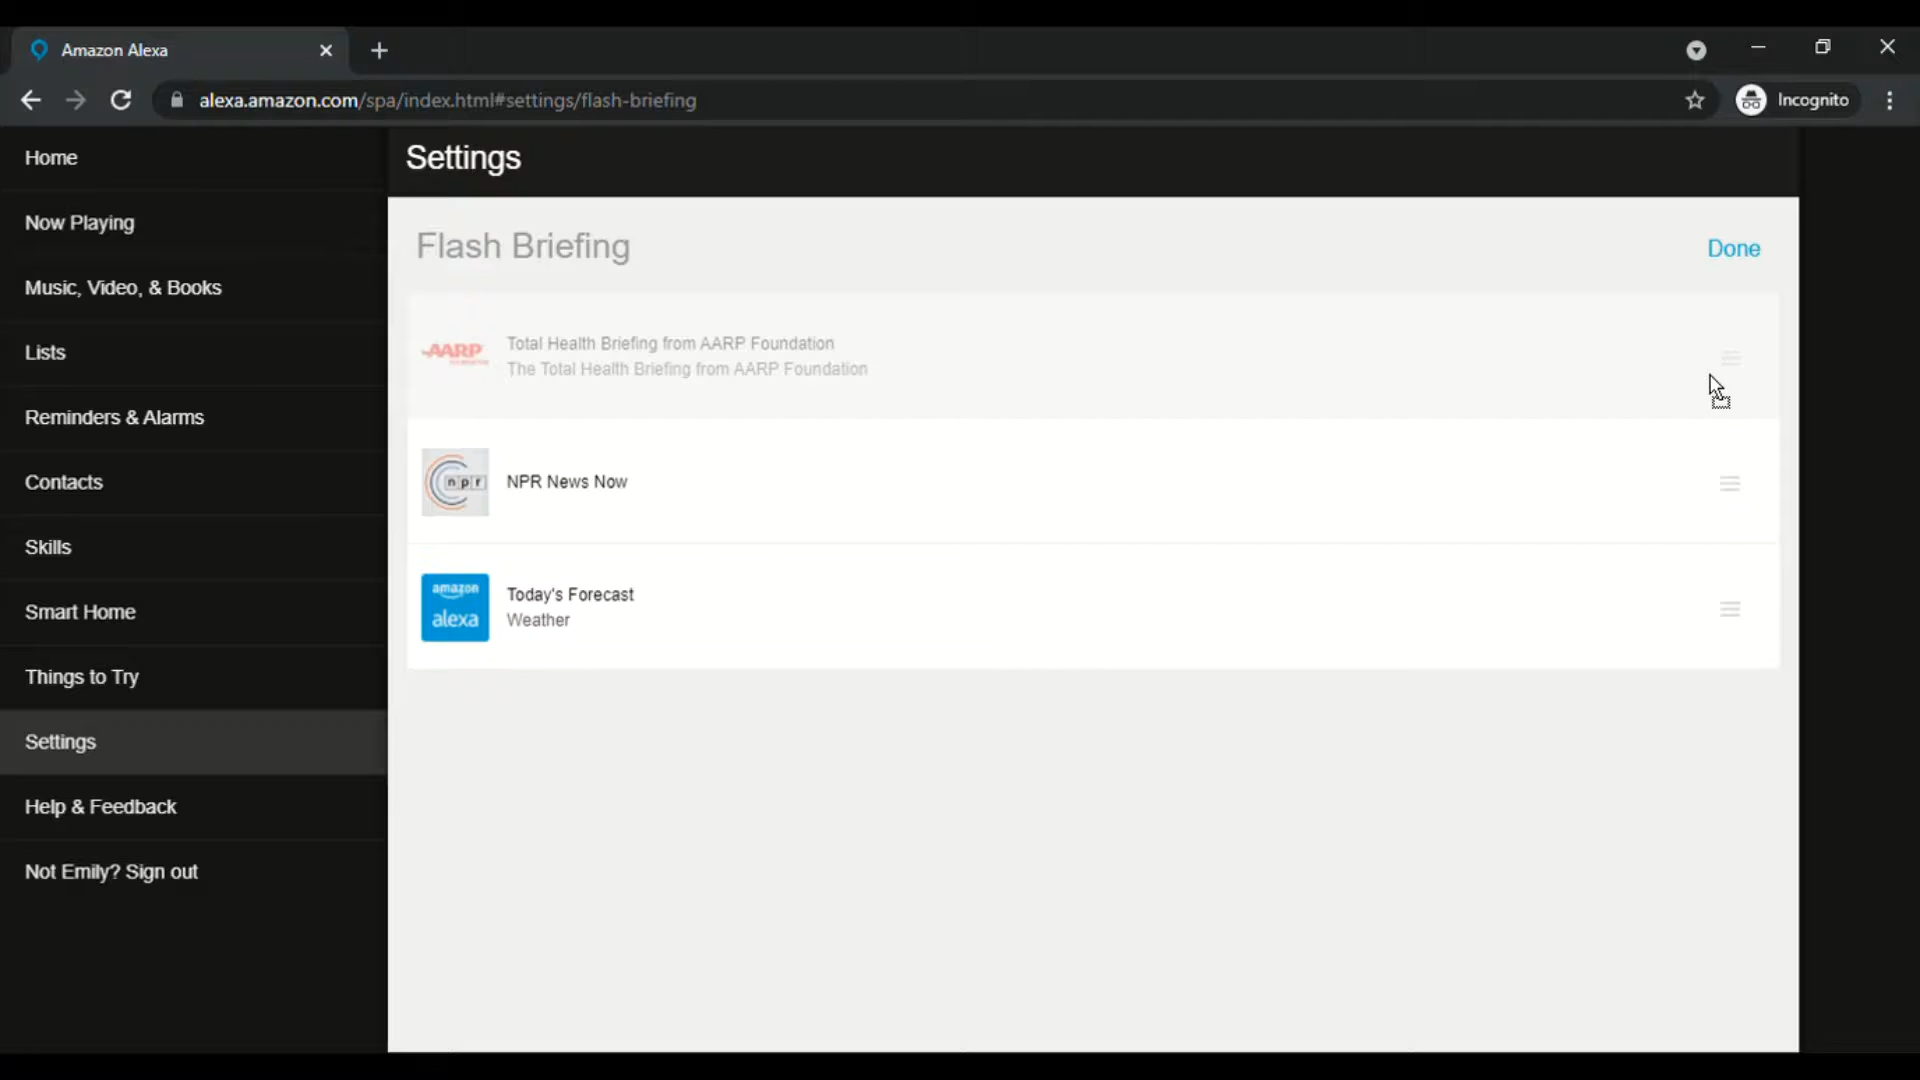 Amazon Alexa
alexa.amazon.com/spa/index.html#settings/flash-briefing
Incognito
Home
Now Playing
Music, Video, & Books
Lists
Reminders & Alarms
Contacts
Skills
Smart Home
Things to Try
Settings
Help & Feedback
Not Emily? Sign out
Settings
Flash Briefing
Done
AARP
Total Health Briefing from AARP Foundation
The Total Health Briefing from AARP Foundation
npr
NPR News Now
amazon
alexa
Today's Forecast
Weather